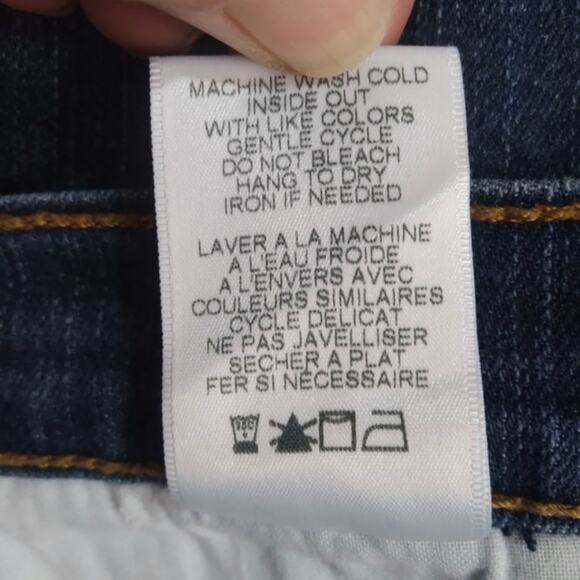 MACHINE WASH COLD
INSIDE OUT
WITH LIKE COLORS
GENTLE CYCLE
DO NOT BLEACH
HANG TO DRY
IRON IF NEEDED
LAVER A LA MACHINE
A L'EAU FROIDE
A L'ENVERS AVEC
COULEURS SIMILAIRES
CYCLE DELICAT
NE PAS JAVELLISER
SECHER A PLAT
FER SI NÉCESSAIRE